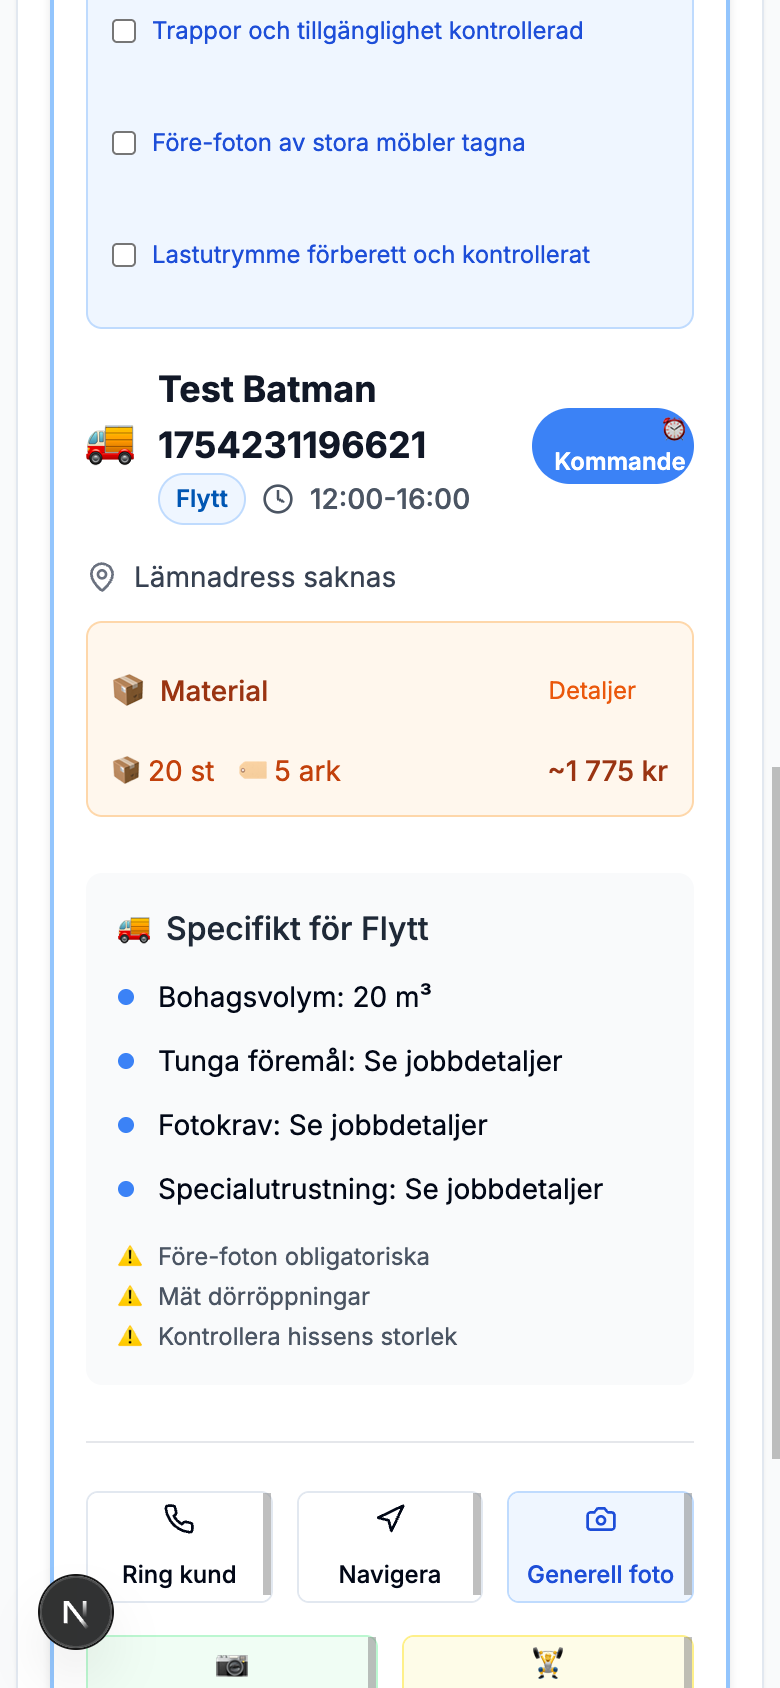 Trappor och tillgänglighet kontrollerad
Före-foton av stora möbler tagna
Lastutrymme förberett och kontrollerat
Test Batman
1754231196621
Kommande
Flytt 12:00-16:00
Lämnadress saknas
Material Detaljer
20 st 5 ark ~1 775 kr
Specifikt för Flytt
Bohagsvolym: 20 m³
Tunga föremål: Se jobbdetaljer
Fotokrav: Se jobbdetaljer
Specialutrustning: Se jobbdetaljer
Före-foton obligatoriska
Mät dörröppningar
Kontrollera hissens storlek
Ring kund Navigera Generell foto
N